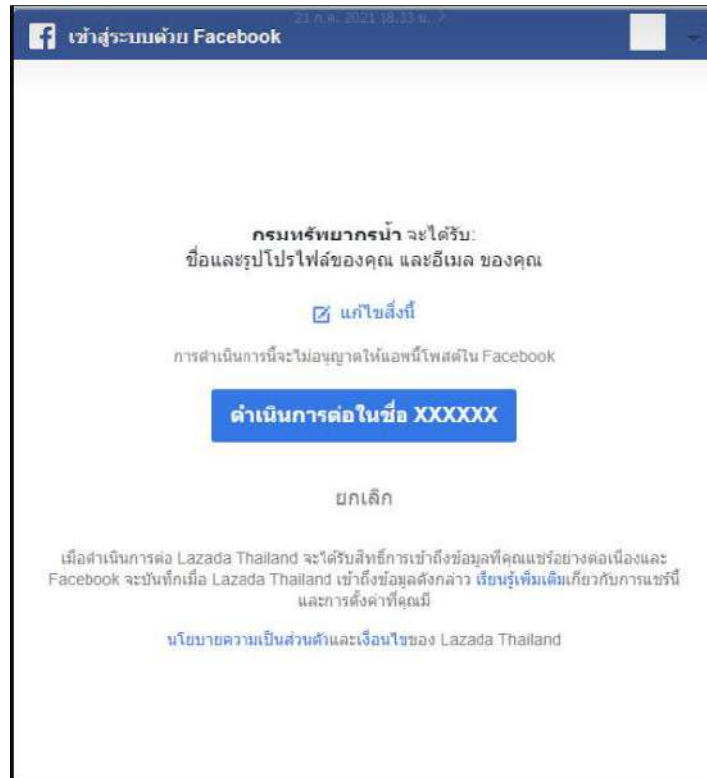 21 ก.ค. 2021 18.33 น. >
เข้าสู่ระบบด้วย Facebook
กรมทรัพยากรน้ำ จะได้รับ:
ชื่อและรูปโปรไฟล์ของคุณ และอีเมล ของคุณ
แก้ไขสิ่งนี้
การดำเนินการนี้จะไม่อนุญาตให้แอพนี้โพสต์ใน Facebook
ดำเนินการต่อในชื่อ XXXXXX
ยกเลิก
เมื่อดำเนินการต่อ Lazada Thailand จะได้รับสิทธิ์การเข้าถึงข้อมูลที่คุณแชร์อย่างต่อเนื่องและ
Facebook จะบันทึกเมื่อ Lazada Thailand เข้าถึงข้อมูลดังกล่าว เรียนรู้เพิ่มเติมเกี่ยวกับการแชร์นี้
และการตั้งค่าที่คุณมี
นโยบายความเป็นส่วนตัวและเงื่อนไขของ Lazada Thailand